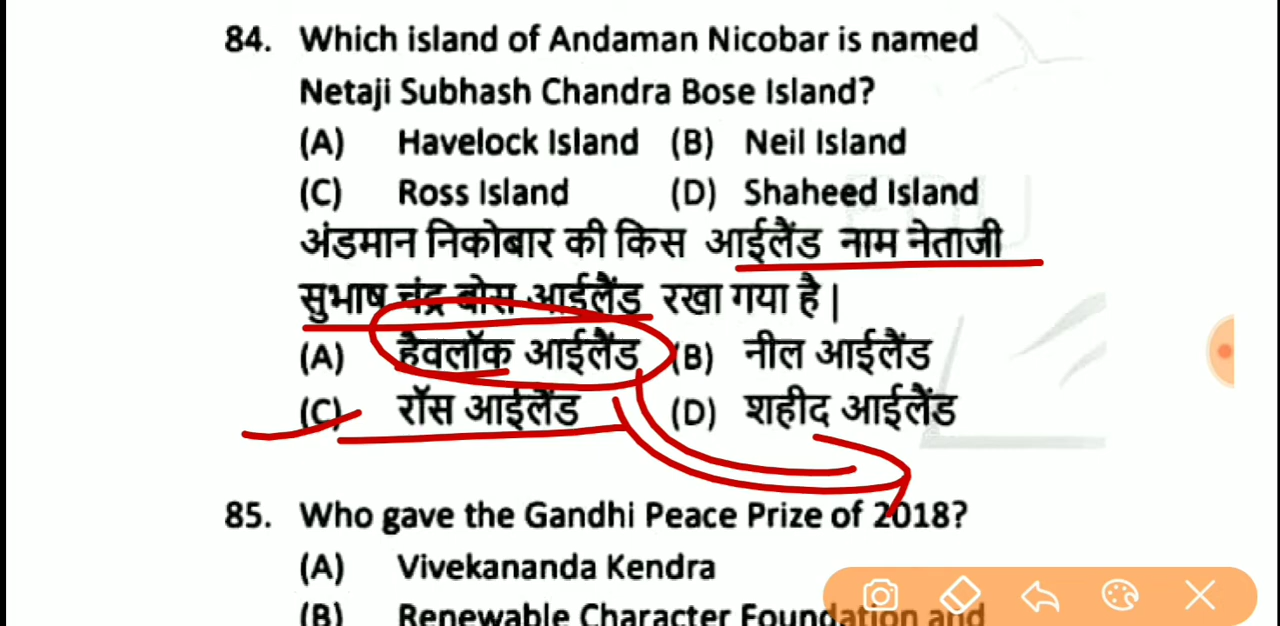 84. Which island of Andaman Nicobar is named
Netaji Subhash Chandra Bose Island?
(A) Havelock Island (B) Neil Island
(C) Ross Island (D) Shaheed Island
अंडमान निकोबार की किस आईलैंड नाम नेताजी
सुभाष चंद्र बोस आईलैंड रखा गया है|
(A) हैवलॉक आईलैंड (B) नील आईलैंड
(C) रॉस आईलैंड (D) शहीद आईलैंड
85. Who gave the Gandhi Peace Prize of 2018?
(A) Vivekananda Kendra
(B) Renewable Character Foundation and